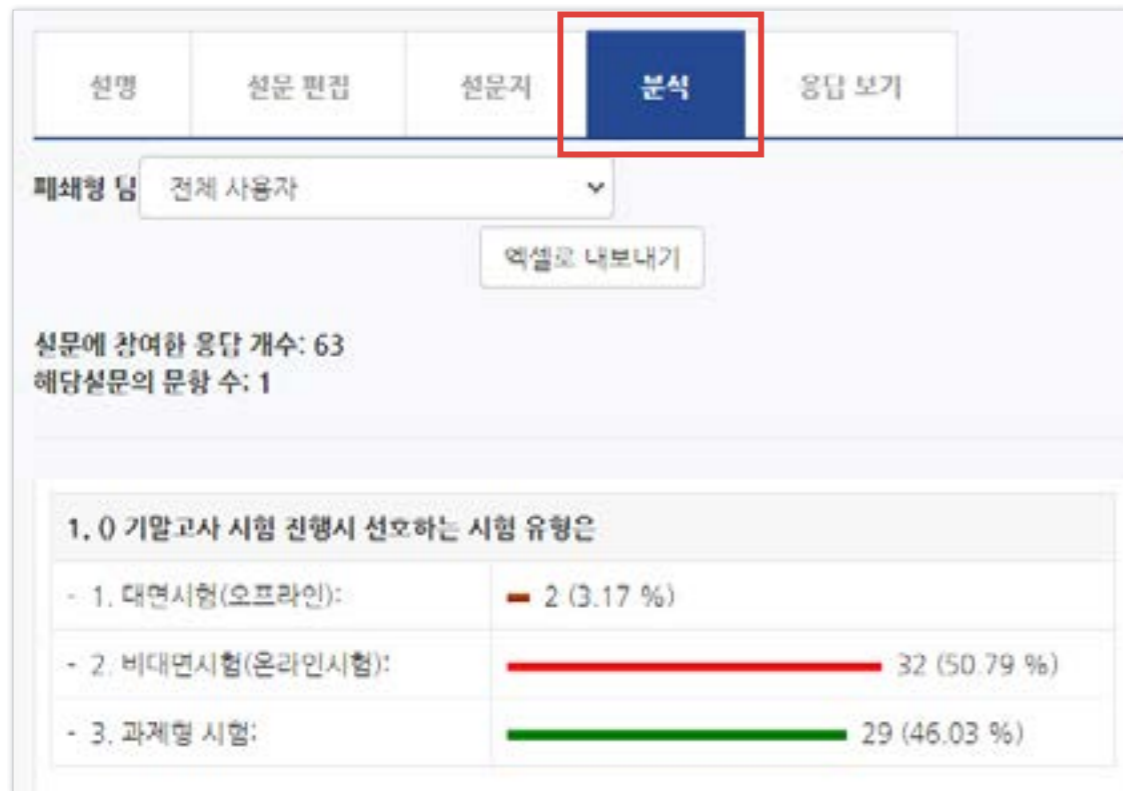 설명 설문 편집 설문지 분석 응답 보기
폐쇄형 팀 전체 사용자
엑셀로 내보내기
설문에 참여한 응답 개수: 63
해당설문의 문항 수: 1
1. () 기말고사 시험 진행시 선호하는 시험 유형은
- 1. 대면시험(오프라인): 2 (3.17 %)
- 2. 비대면시험(온라인시험): 32 (50.79 %)
- 3. 과제형 시험: 29 (46.03 %)